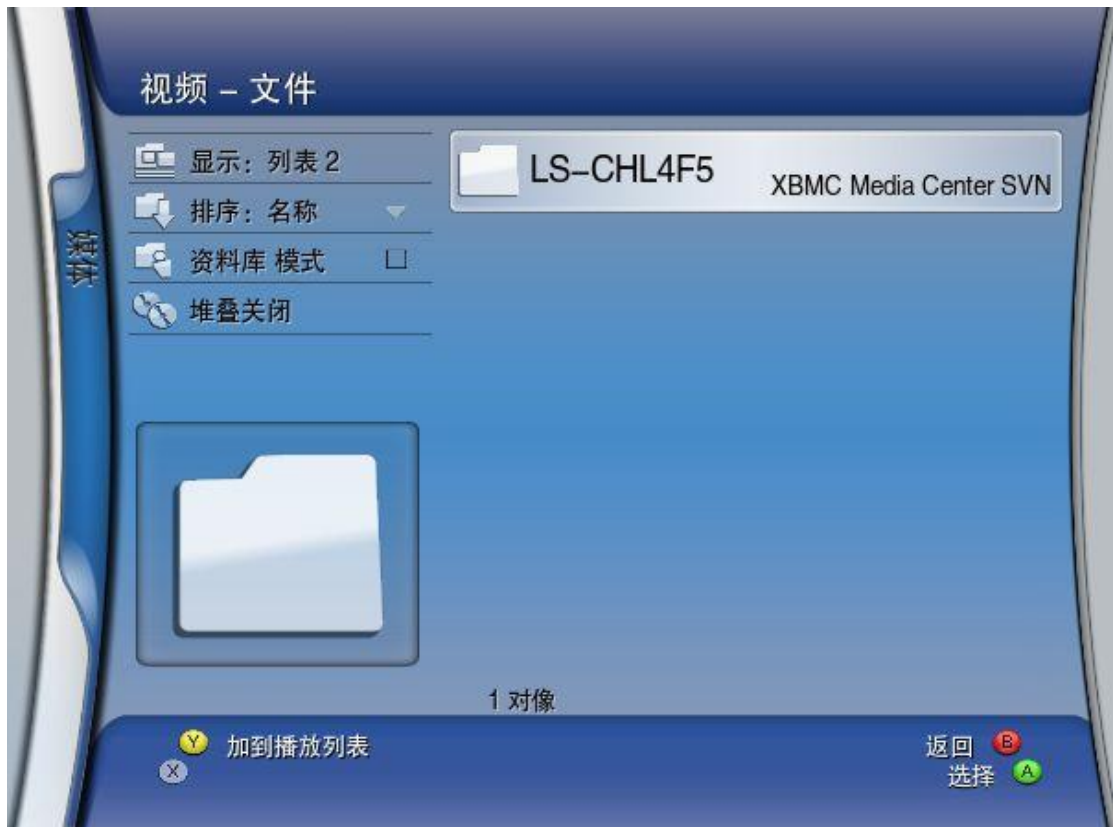 视频 – 文件
媒体
显示: 列表 2
排序: 名称
资料库 模式
堆叠关闭
LS-CHL4F5
XBMC Media Center SVN
1 对像
Y 加到播放列表
X
返回 B
选择 A